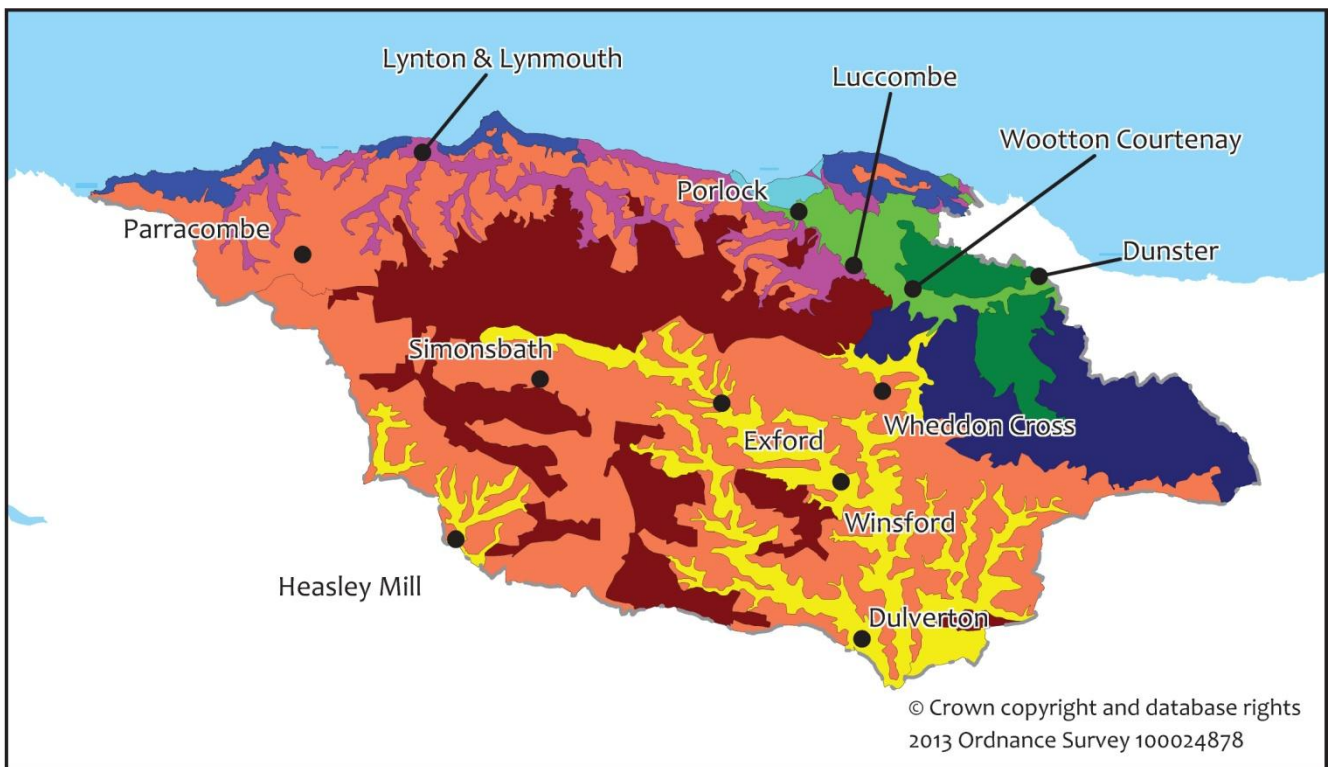 Lynton & Lynmouth
Luccombe
Wootton Courtenay
Porlock
Parracombe
Dunster
Simonsbath
Wheddon Cross
Exford
Winsford
Heasley Mill
Dulverton
© Crown copyright and database rights
2013 Ordnance Survey 100024878